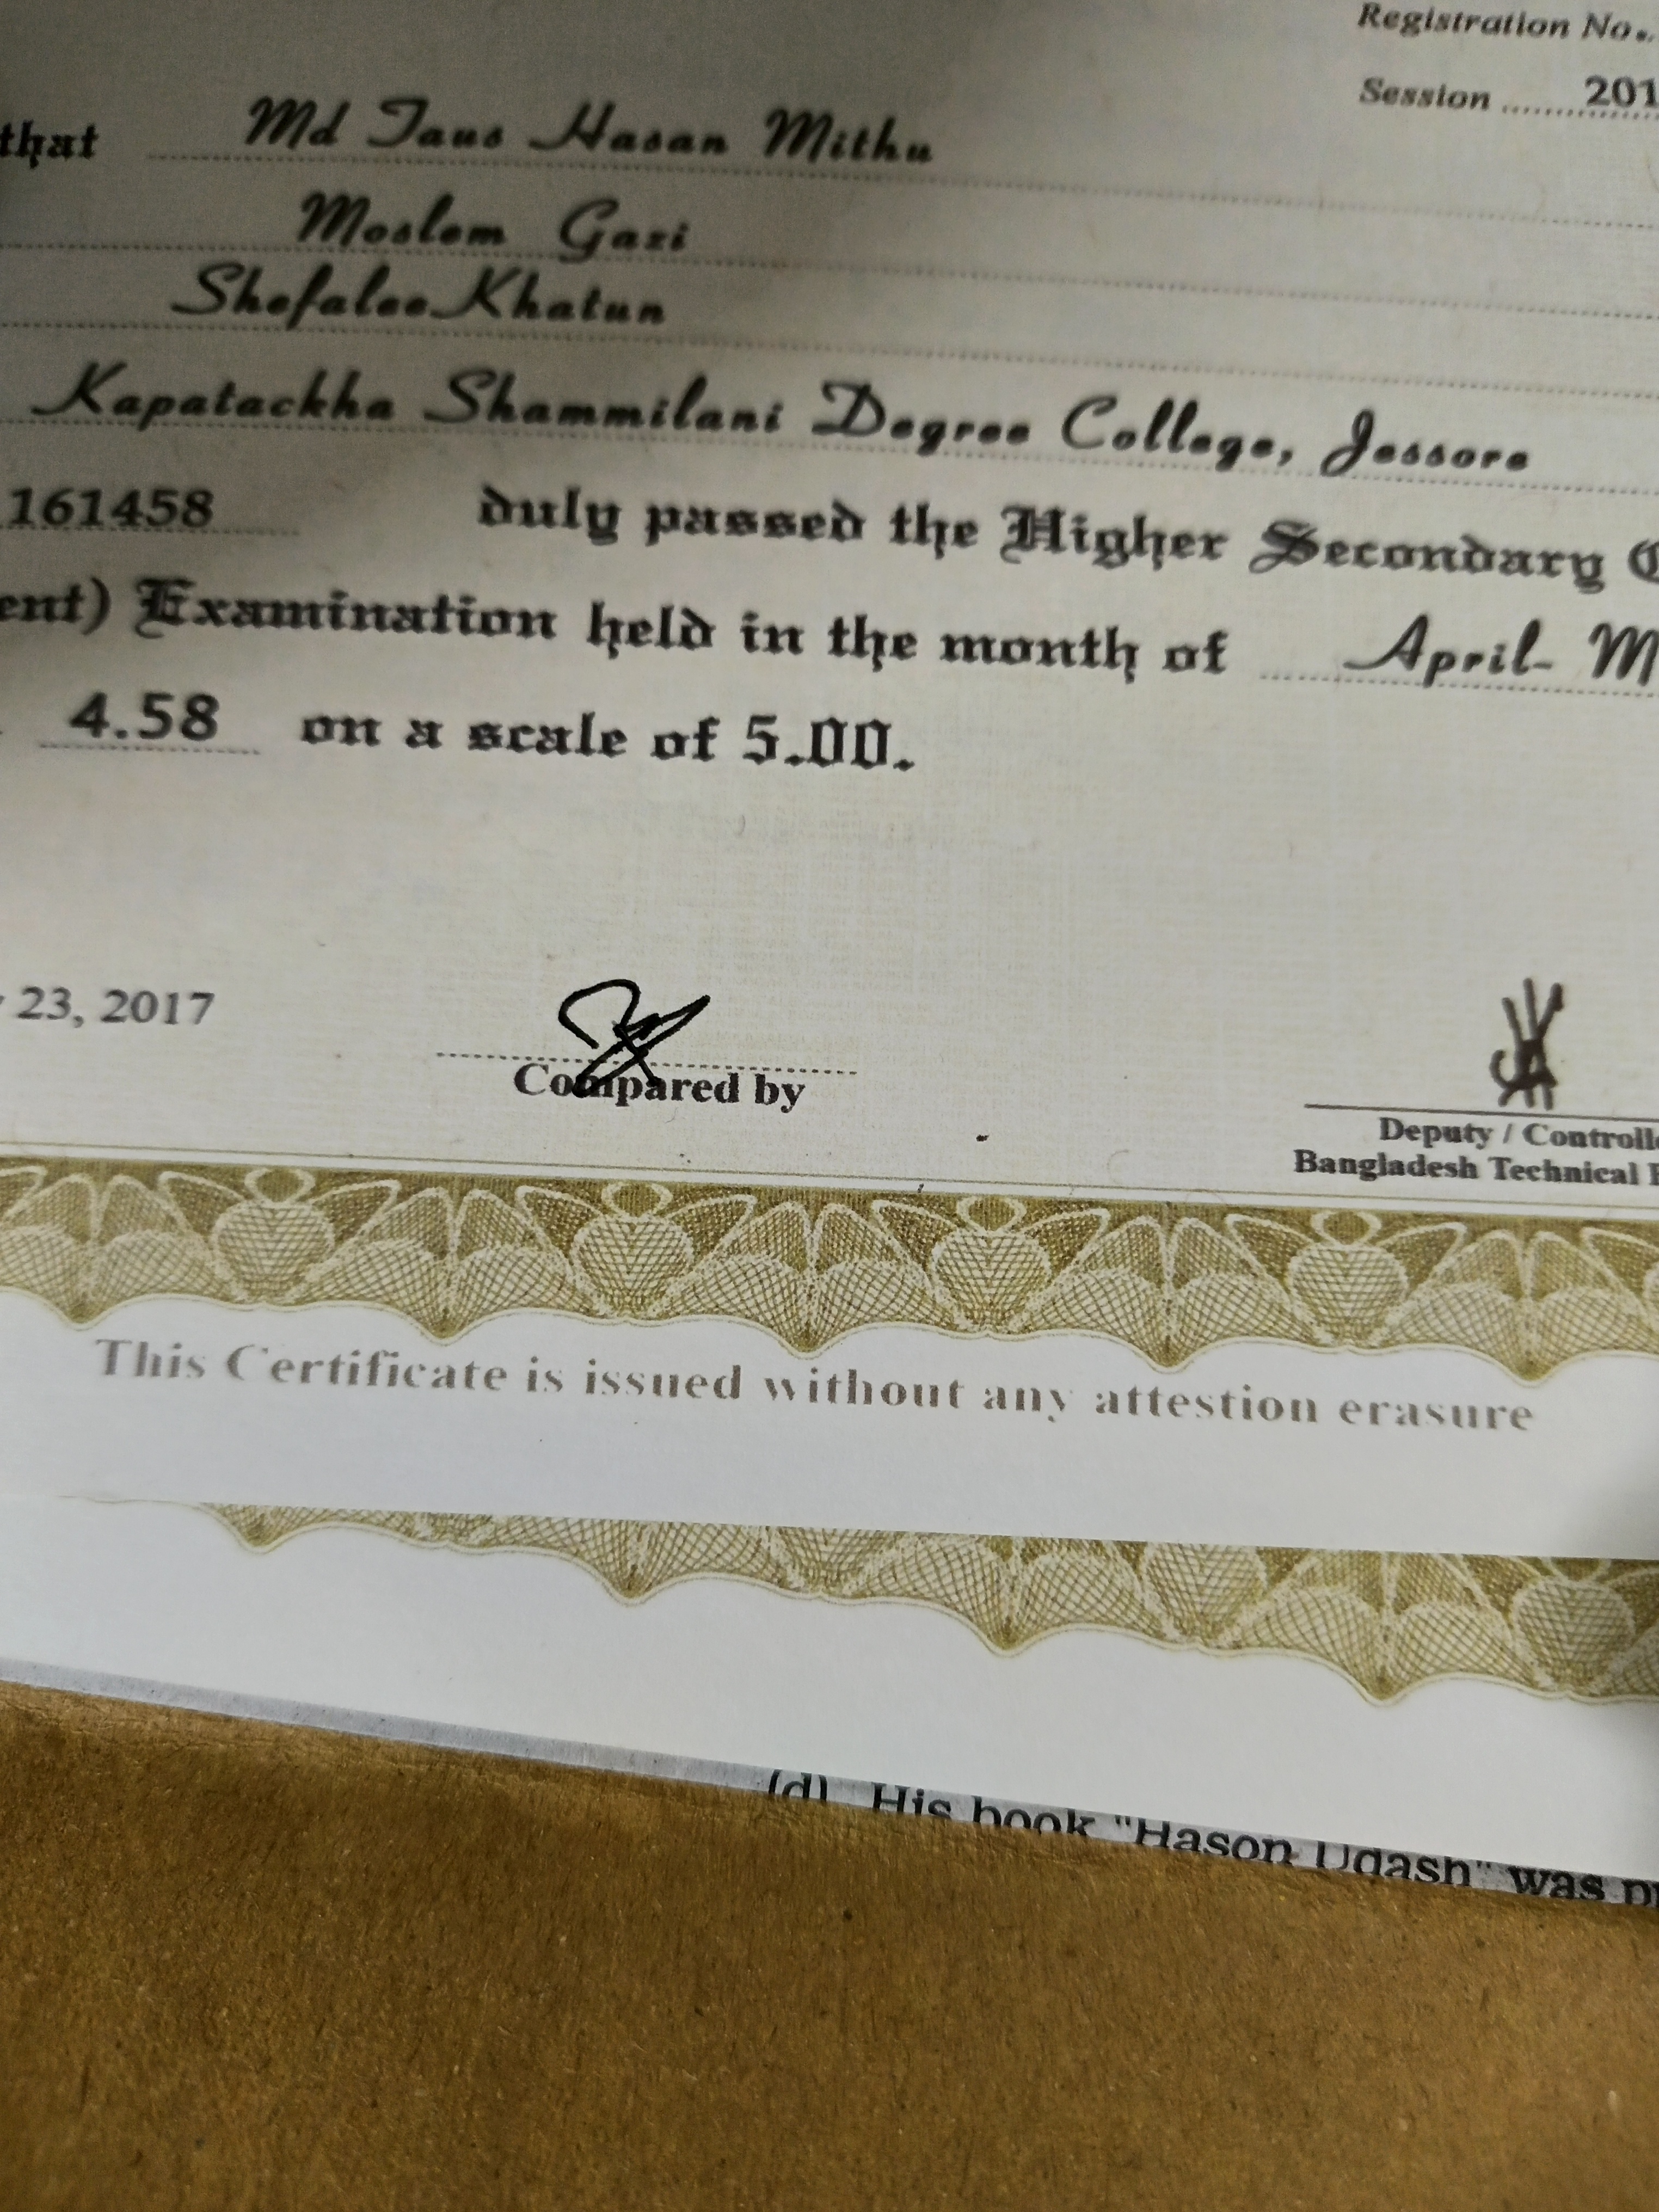 Registration No.
Session 201
that Md Taus Hasan Mithu
Moslem Gazi
Shefalee Khatun
Kapatackha Shammilani Degree College, Jessore
161458 duly passed the Higher Secondary C
ent) Examination held in the month of April- M
4.58 on a scale of 5.00.
23, 2017
Compared by
Deputy / Controlle
Bangladesh Technical
This Certificate is issued without any attestion erasure
(d) His book "Hason Udash" was